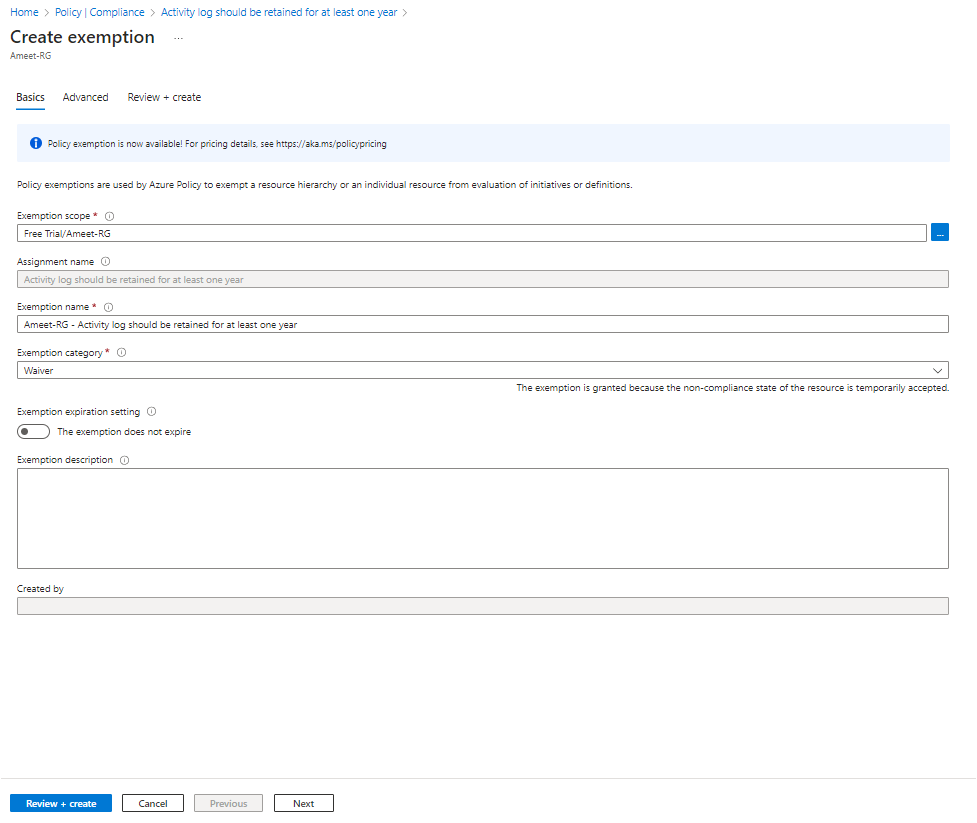 Home > Policy | Compliance > Activity log should be retained for at least one year >
Create exemption ...
Ameet-RG
Basics Advanced Review + create
Policy exemption is now available! For pricing details, see https://aka.ms/policypricing
Policy exemptions are used by Azure Policy to exempt a resource hierarchy or an individual resource from evaluation of initiatives or definitions.
Exemption scope *
Free Trial/Ameet-RG ...
Assignment name
Activity log should be retained for at least one year
Exemption name *
Ameet-RG - Activity log should be retained for at least one year
Exemption category *
Waiver
The exemption is granted because the non-compliance state of the resource is temporarily accepted.
Exemption expiration setting
The exemption does not expire
Exemption description
Created by
Review + create Cancel Previous Next